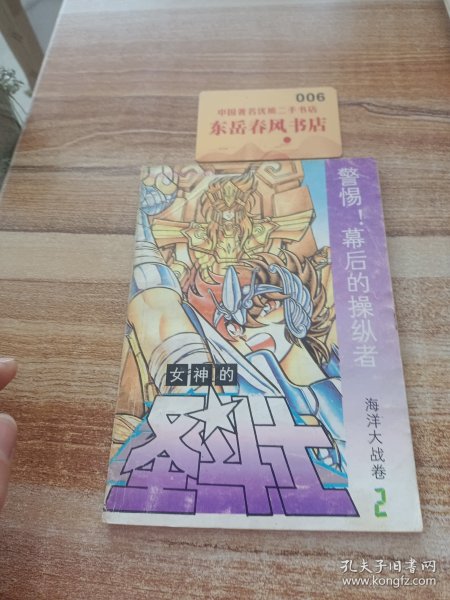 006
中国著名优质二手书店
东岳春风书店
警惕！幕后的操纵者
海洋大战卷
2
女神的
圣斗士
孔夫子旧书网
www.kongfz.com